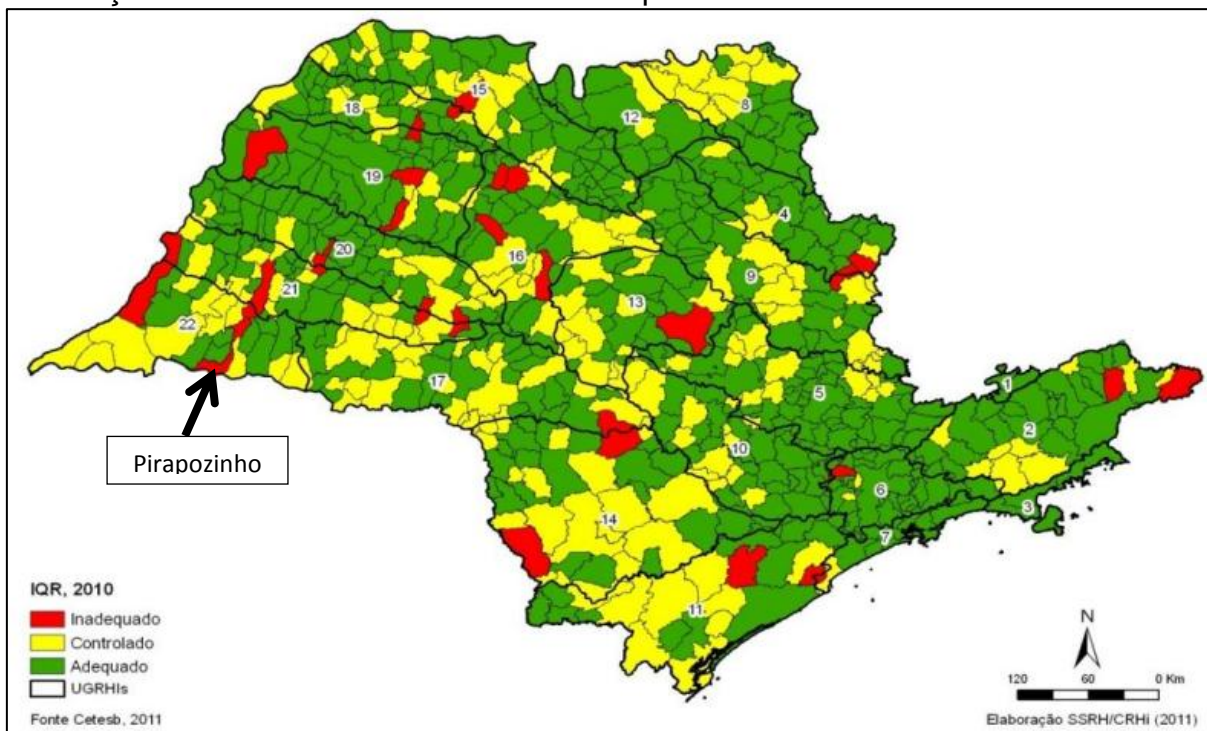 15
18
12
8
19
4
20
16
9
21
13
22
17
5
1
2
10
6
3
7
14
11
Pirapozinho
IQR, 2010
Inadequado
Controlado
Adequado
UGRHIs
Fonte Cetesb, 2011
N
120 60 0 Km
Elaboração SSRH/CRHi (2011)